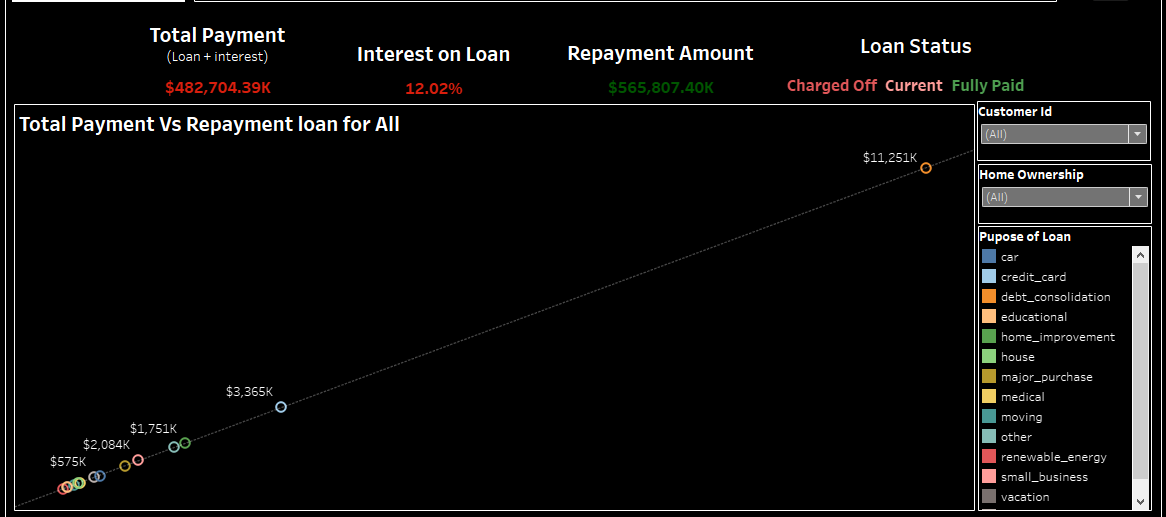 Total Payment
(Loan + interest)
$482,704.39K
Interest on Loan
12.02%
Repayment Amount
$565,807.40K
Loan Status
Charged Off Current Fully Paid
Total Payment Vs Repayment loan for All
$11,251K
$3,365K
$1,751K
$2,084K
$575K
Customer Id
(All)
Home Ownership
(All)
Pupose of Loan
car
credit_card
debt_consolidation
educational
home_improvement
house
major_purchase
medical
moving
other
renewable_energy
small_business
vacation